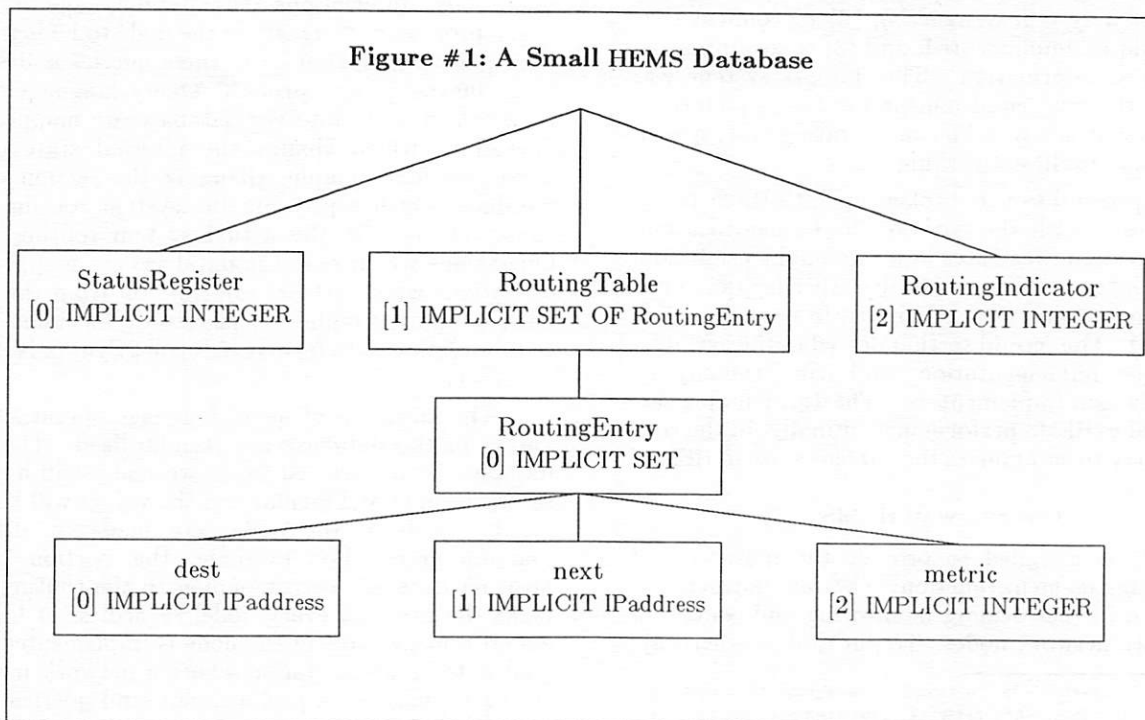 Figure #1: A Small HEMS Database
StatusRegister
[0] IMPLICIT INTEGER
RoutingTable
[1] IMPLICIT SET OF RoutingEntry
RoutingIndicator
[2] IMPLICIT INTEGER
RoutingEntry
[0] IMPLICIT SET
dest
[0] IMPLICIT IPaddress
next
[1] IMPLICIT IPaddress
metric
[2] IMPLICIT INTEGER